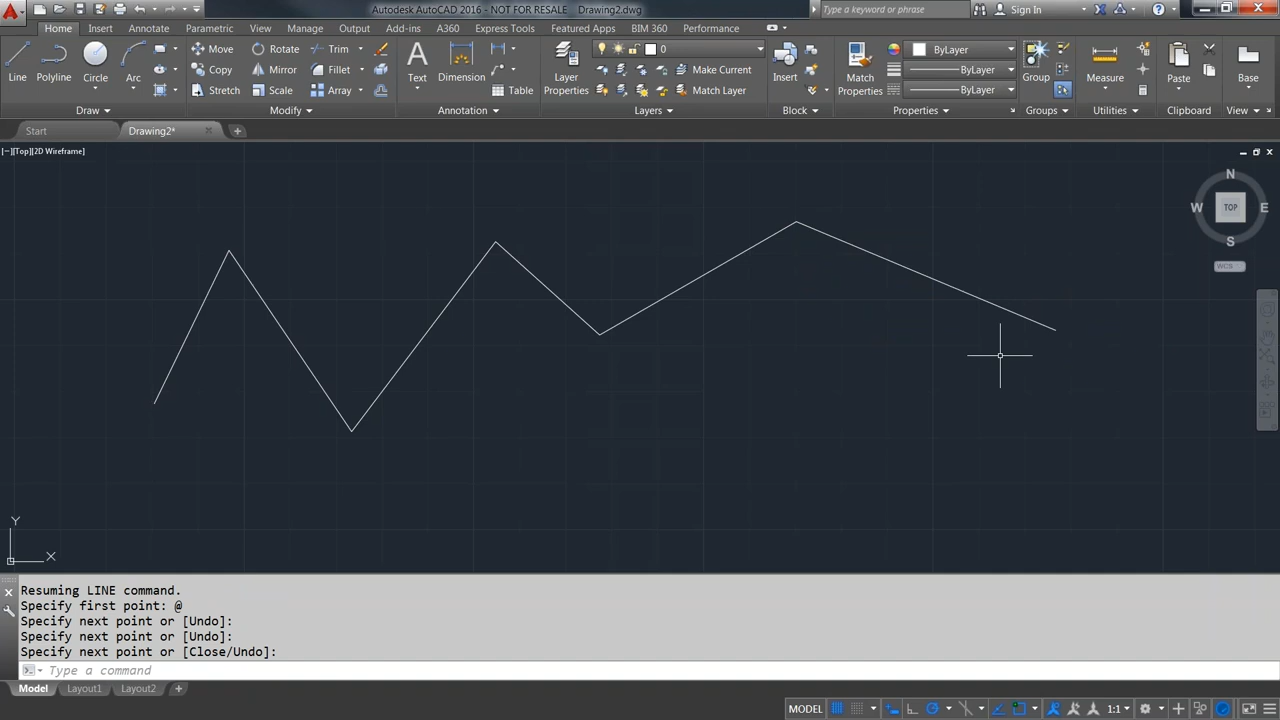 Autodesk AutoCAD 2016 - NOT FOR RESALE Drawing2.dwg
Type a keyword or phrase
Sign In
Home Insert Annotate Parametric View Manage Output Add-ins A360 Express Tools Featured Apps BIM 360 Performance
Line Polyline Circle Arc
Move Rotate Trim
Copy Mirror Fillet
Stretch Scale Array
Text Dimension Table
Layer Properties
0
Make Current
Match Layer
Insert
Match Properties
ByLayer
ByLayer
ByLayer
Group
Measure
Paste
Base
Draw Modify Annotation Layers Block Properties Groups Utilities Clipboard View
Start Drawing2*
[−][Top][2D Wireframe]
N
W TOP E
S
WCS
Y
X
Resuming LINE command.
Specify first point: @
Specify next point or [Undo]:
Specify next point or [Undo]:
Specify next point or [Close/Undo]:
Type a command
Model Layout1 Layout2
MODEL 1:1